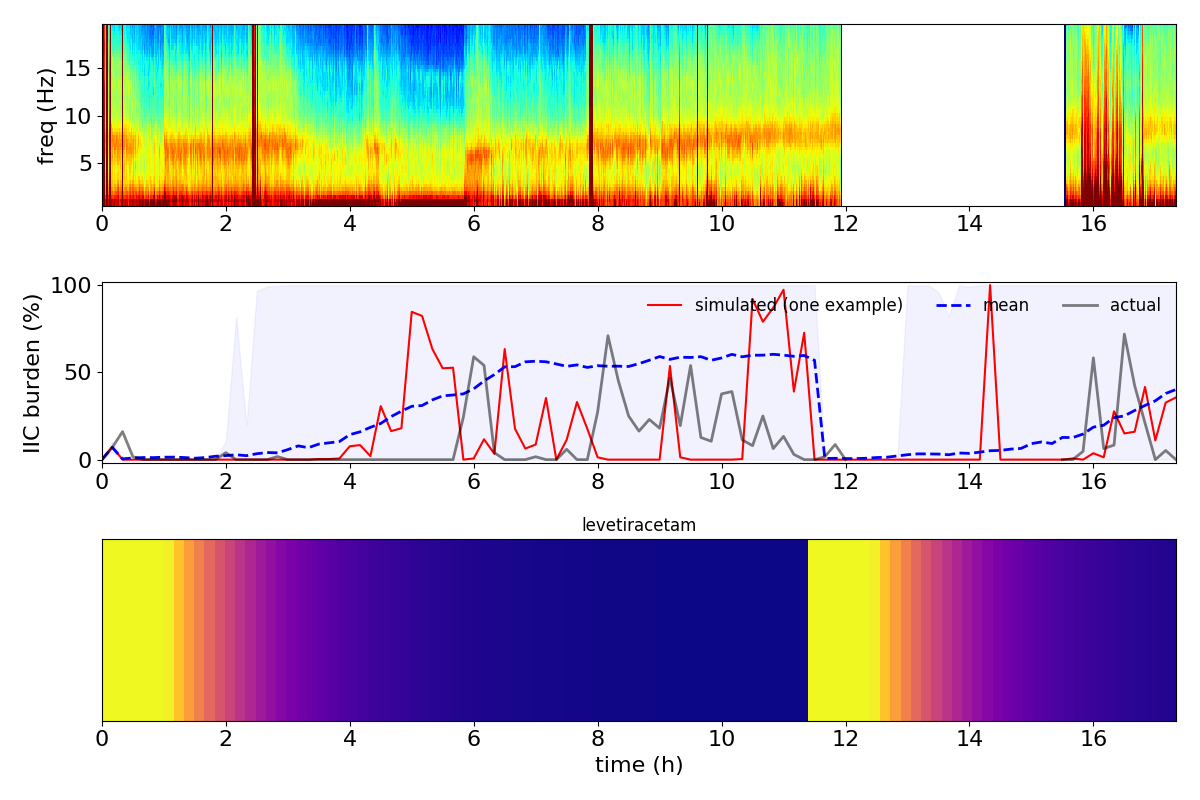 freq (Hz)
15
10
5
0 2 4 6 8 10 12 14 16
IIC burden (%)
100
50
0
simulated (one example) mean actual
0 2 4 6 8 10 12 14 16
levetiracetam
0 2 4 6 8 10 12 14 16
time (h)